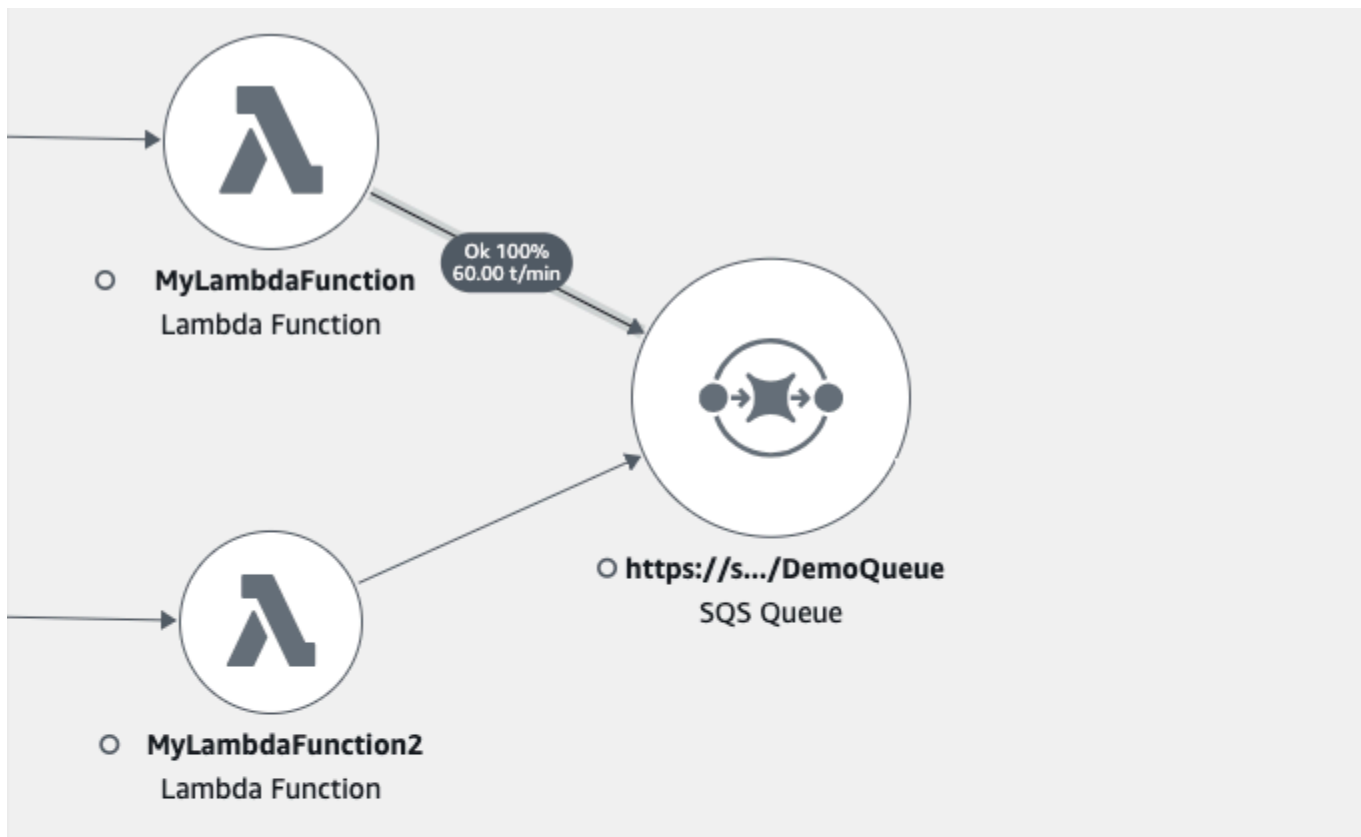 Ok 100%
60.00 t/min
MyLambdaFunction
Lambda Function
https://s.../DemoQueue
SQS Queue
MyLambdaFunction2
Lambda Function